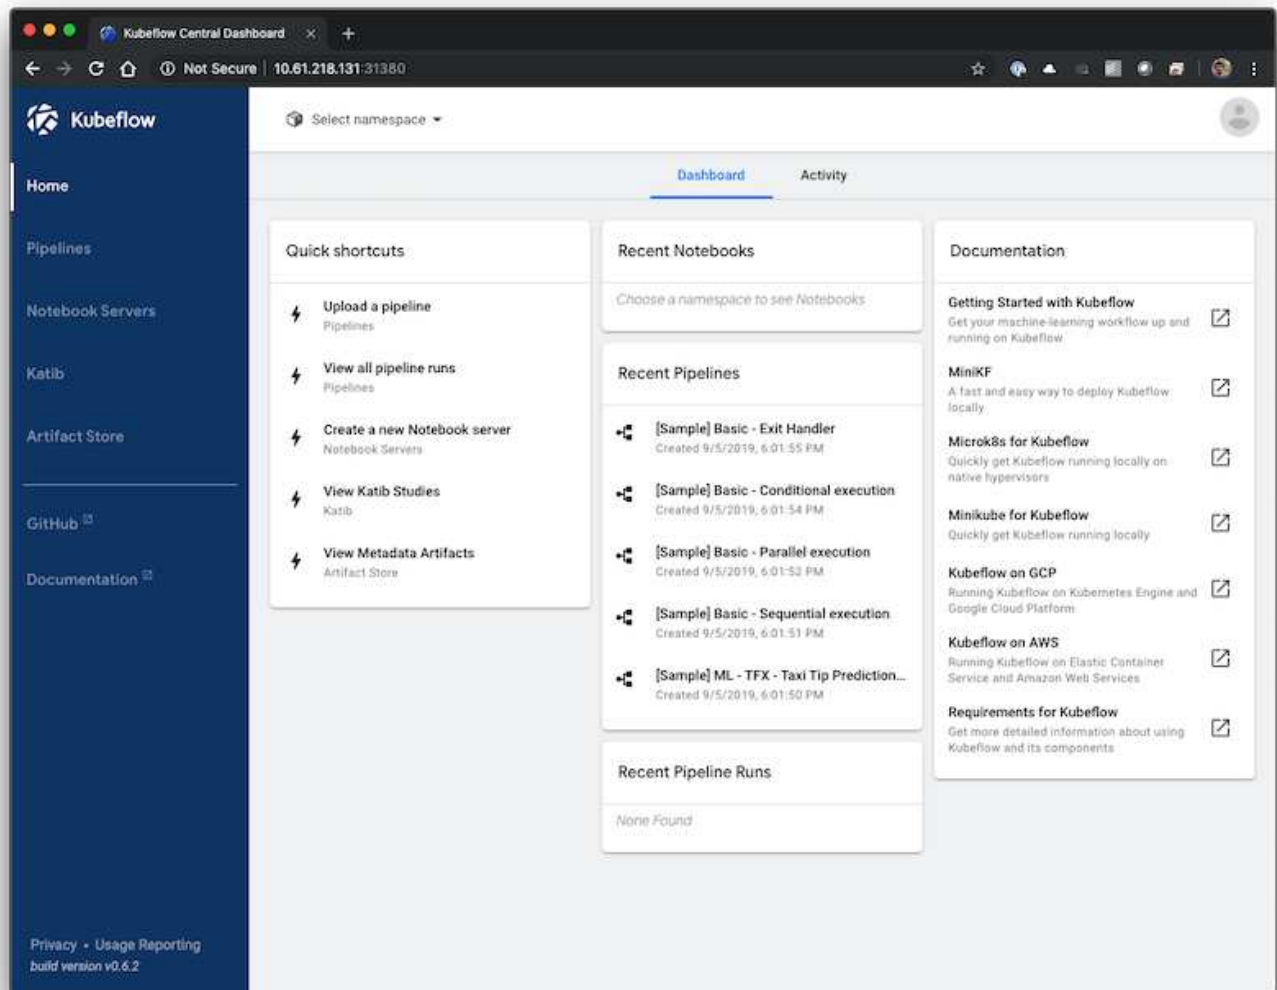 Kubeflow Central Dashboard
Not Secure | 10.61.218.131:31380
Kubeflow
Select namespace
Home
Pipelines
Notebook Servers
Katib
Artifact Store
GitHub
Documentation
Privacy • Usage Reporting
build version v0.6.2
Dashboard
Activity
Quick shortcuts
Upload a pipeline
Pipelines
View all pipeline runs
Pipelines
Create a new Notebook server
Notebook Servers
View Katib Studies
Katib
View Metadata Artifacts
Artifact Store
Recent Notebooks
Choose a namespace to see Notebooks
Recent Pipelines
[Sample] Basic - Exit Handler
Created 9/5/2019, 6:01:55 PM
[Sample] Basic - Conditional execution
Created 9/5/2019, 6:01:54 PM
[Sample] Basic - Parallel execution
Created 9/5/2019, 6:01:52 PM
[Sample] Basic - Sequential execution
Created 9/5/2019, 6:01:51 PM
[Sample] ML - TFX - Taxi Tip Prediction...
Created 9/5/2019, 6:01:50 PM
Recent Pipeline Runs
None Found
Documentation
Getting Started with Kubeflow
Get your machine-learning workflow up and
running on Kubeflow
MiniKF
A fast and easy way to deploy Kubeflow
locally
Microk8s for Kubeflow
Quickly get Kubeflow running locally on
native hypervisors
Minikube for Kubeflow
Quickly get Kubeflow running locally
Kubeflow on GCP
Running Kubeflow on Kubernetes Engine and
Google Cloud Platform
Kubeflow on AWS
Running Kubeflow on Elastic Container
Service and Amazon Web Services
Requirements for Kubeflow
Get more detailed information about using
Kubeflow and its components